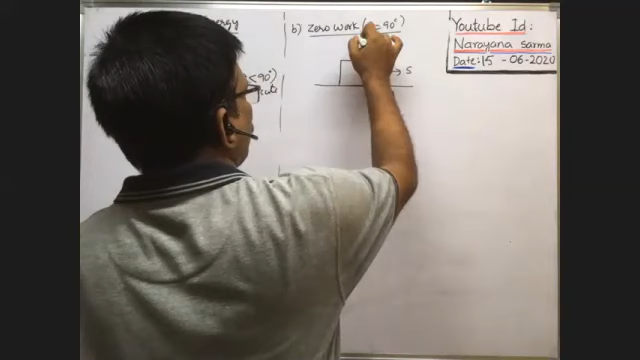 b) Zero work ( = 90°)
< 90°)
S
Youtube Id:
Narayana sarma
Date: 15 - 06-2020